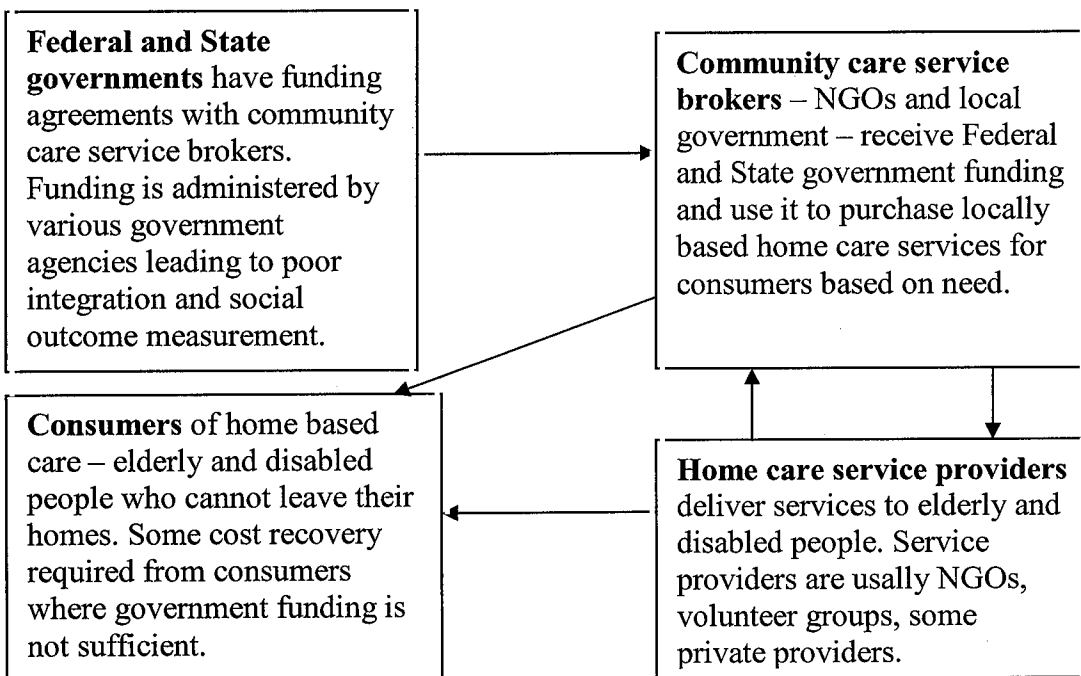 Federal and State
governments have funding
agreements with community
care service brokers.
Funding is administered by
various government
agencies leading to poor
integration and social
outcome measurement.
Community care service
brokers – NGOs and local
government – receive Federal
and State government funding
and use it to purchase locally
based home care services for
consumers based on need.
Consumers of home based
care – elderly and disabled
people who cannot leave their
homes. Some cost recovery
required from consumers
where government funding is
not sufficient.
Home care service providers
deliver services to elderly and
disabled people. Service
providers are usally NGOs,
volunteer groups, some
private providers.